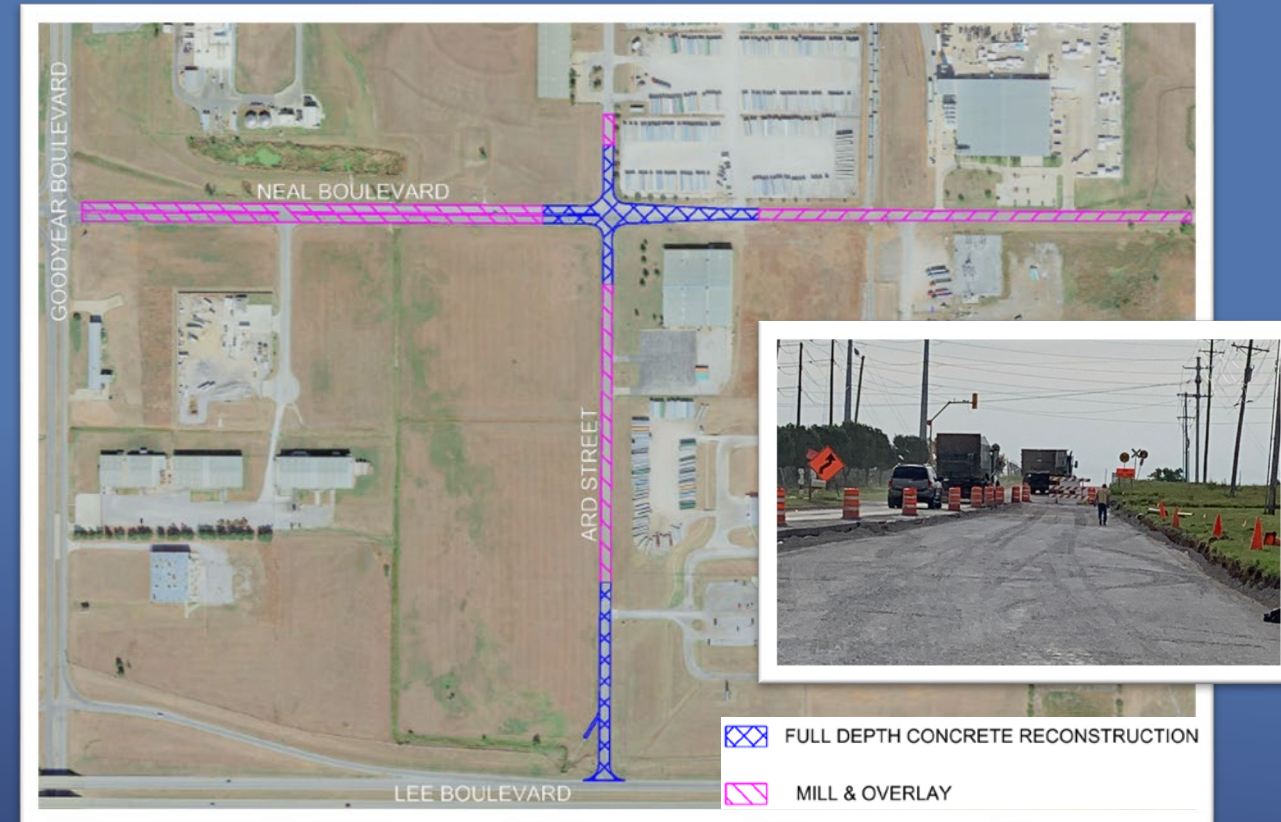 GOODYEAR BOULEVARD
NEAL BOULEVARD
ARD STREET
LEE BOULEVARD
FULL DEPTH CONCRETE RECONSTRUCTION
MILL & OVERLAY